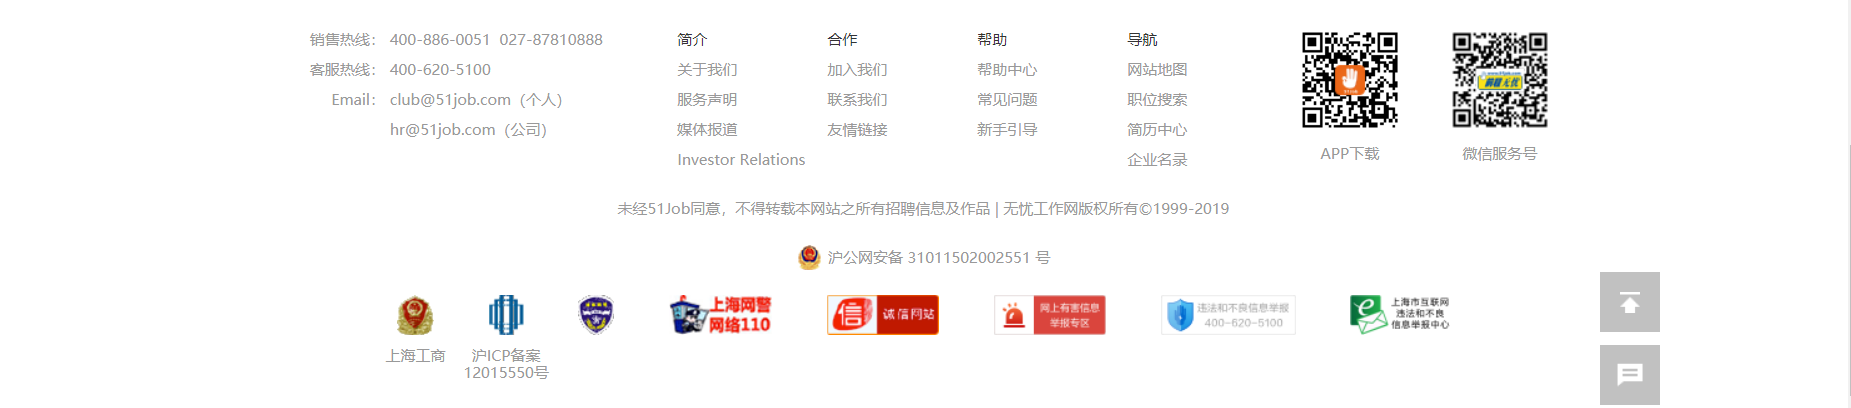 销售热线： 400-886-0051 027-87810888
客服热线： 400-620-5100
Email： club@51job.com（个人）
hr@51job.com（公司）
简介
关于我们
服务声明
媒体报道
Investor Relations
合作
加入我们
联系我们
友情链接
帮助
帮助中心
常见问题
新手引导
导航
网站地图
职位搜索
简历中心
企业名录
APP下载
微信服务号
未经51Job同意，不得转载本网站之所有招聘信息及作品 | 无忧工作网版权所有©1999-2019
沪公网安备 31011502002551 号
上海工商
沪ICP备案
12015550号
上海网警
网络110
信
诚信网站
网上有害信息
举报专区
违法和不良信息举报
400-620-5100
上海市互联网
违法和不良
信息举报中心